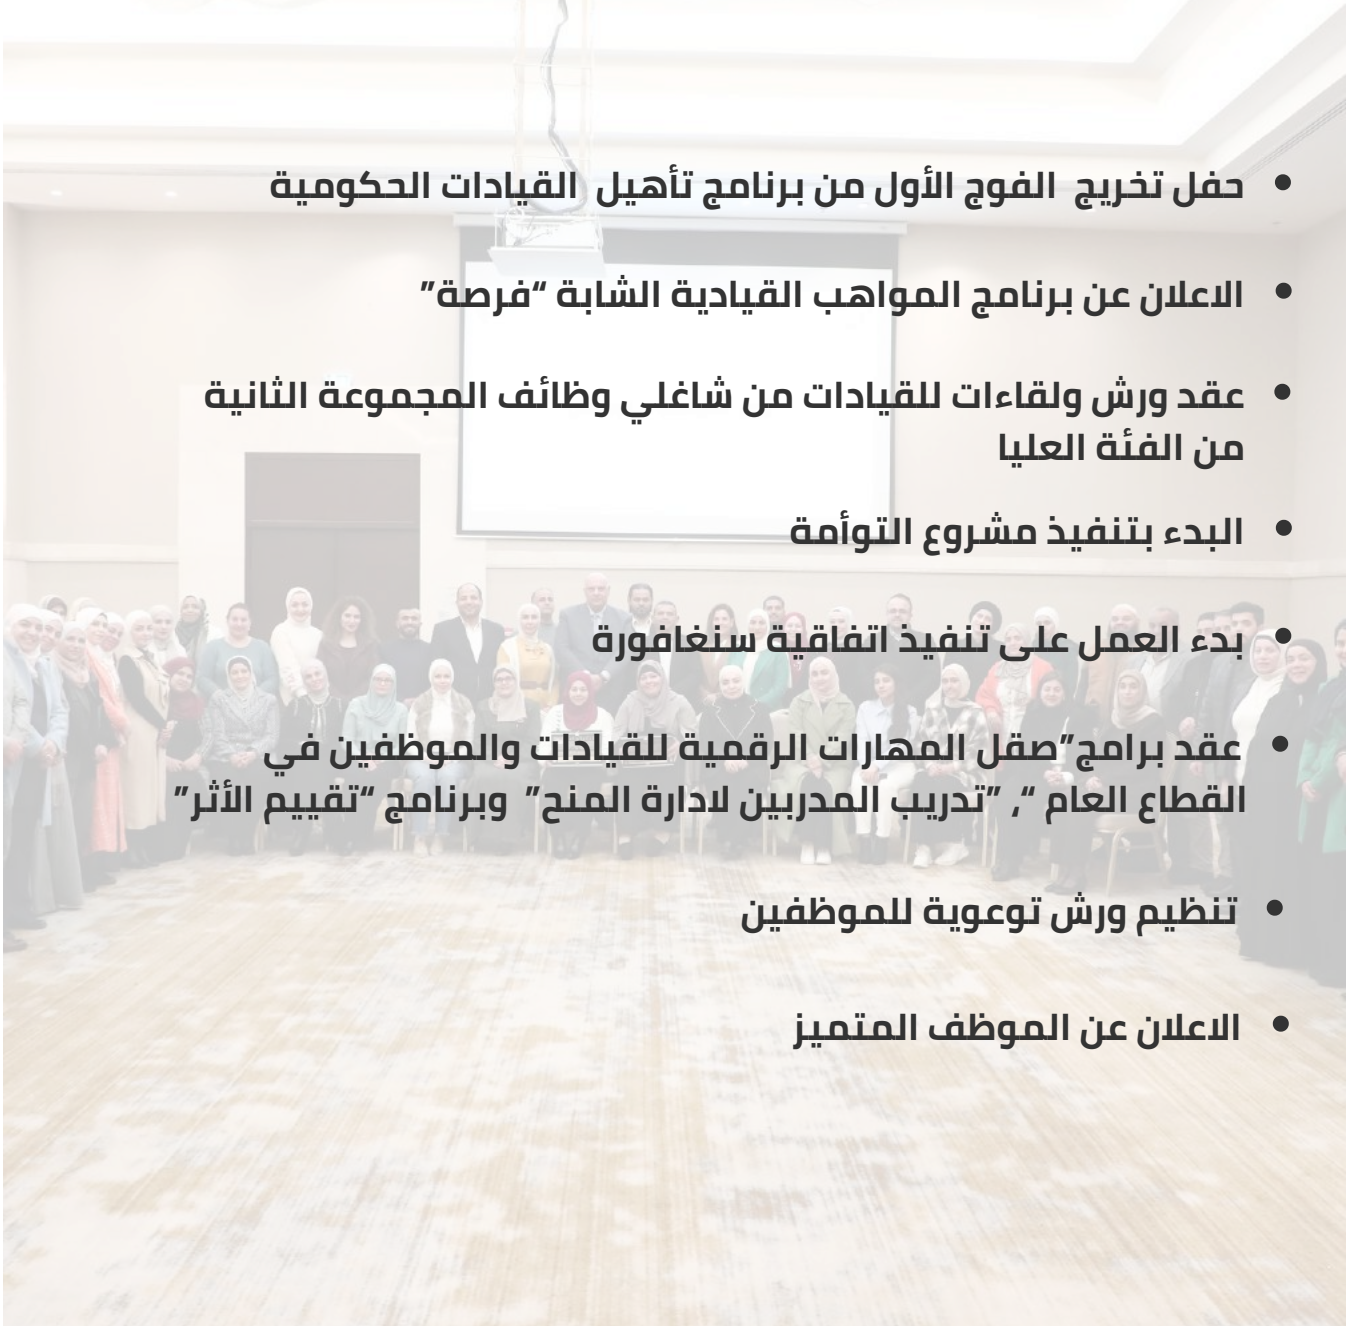 • حفل تخريج الفوج الأول من برنامج تأهيل القيادات الحكومية
• الاعلان عن برنامج المواهب القيادية الشابة “فرصة”
• عقد ورش ولقاءات للقيادات من شاغلي وظائف المجموعة الثانية
من الفئة العليا
• البدء بتنفيذ مشروع التوأمة
• بدء العمل على تنفيذ اتفاقية سنغافورة
• عقد برامج”صقل المهارات الرقمية للقيادات والموظفين في
القطاع العام “، ”تدريب المدربين لادارة المنح” وبرنامج “تقييم الأثر”
• تنظيم ورش توعوية للموظفين
• الاعلان عن الموظف المتميز